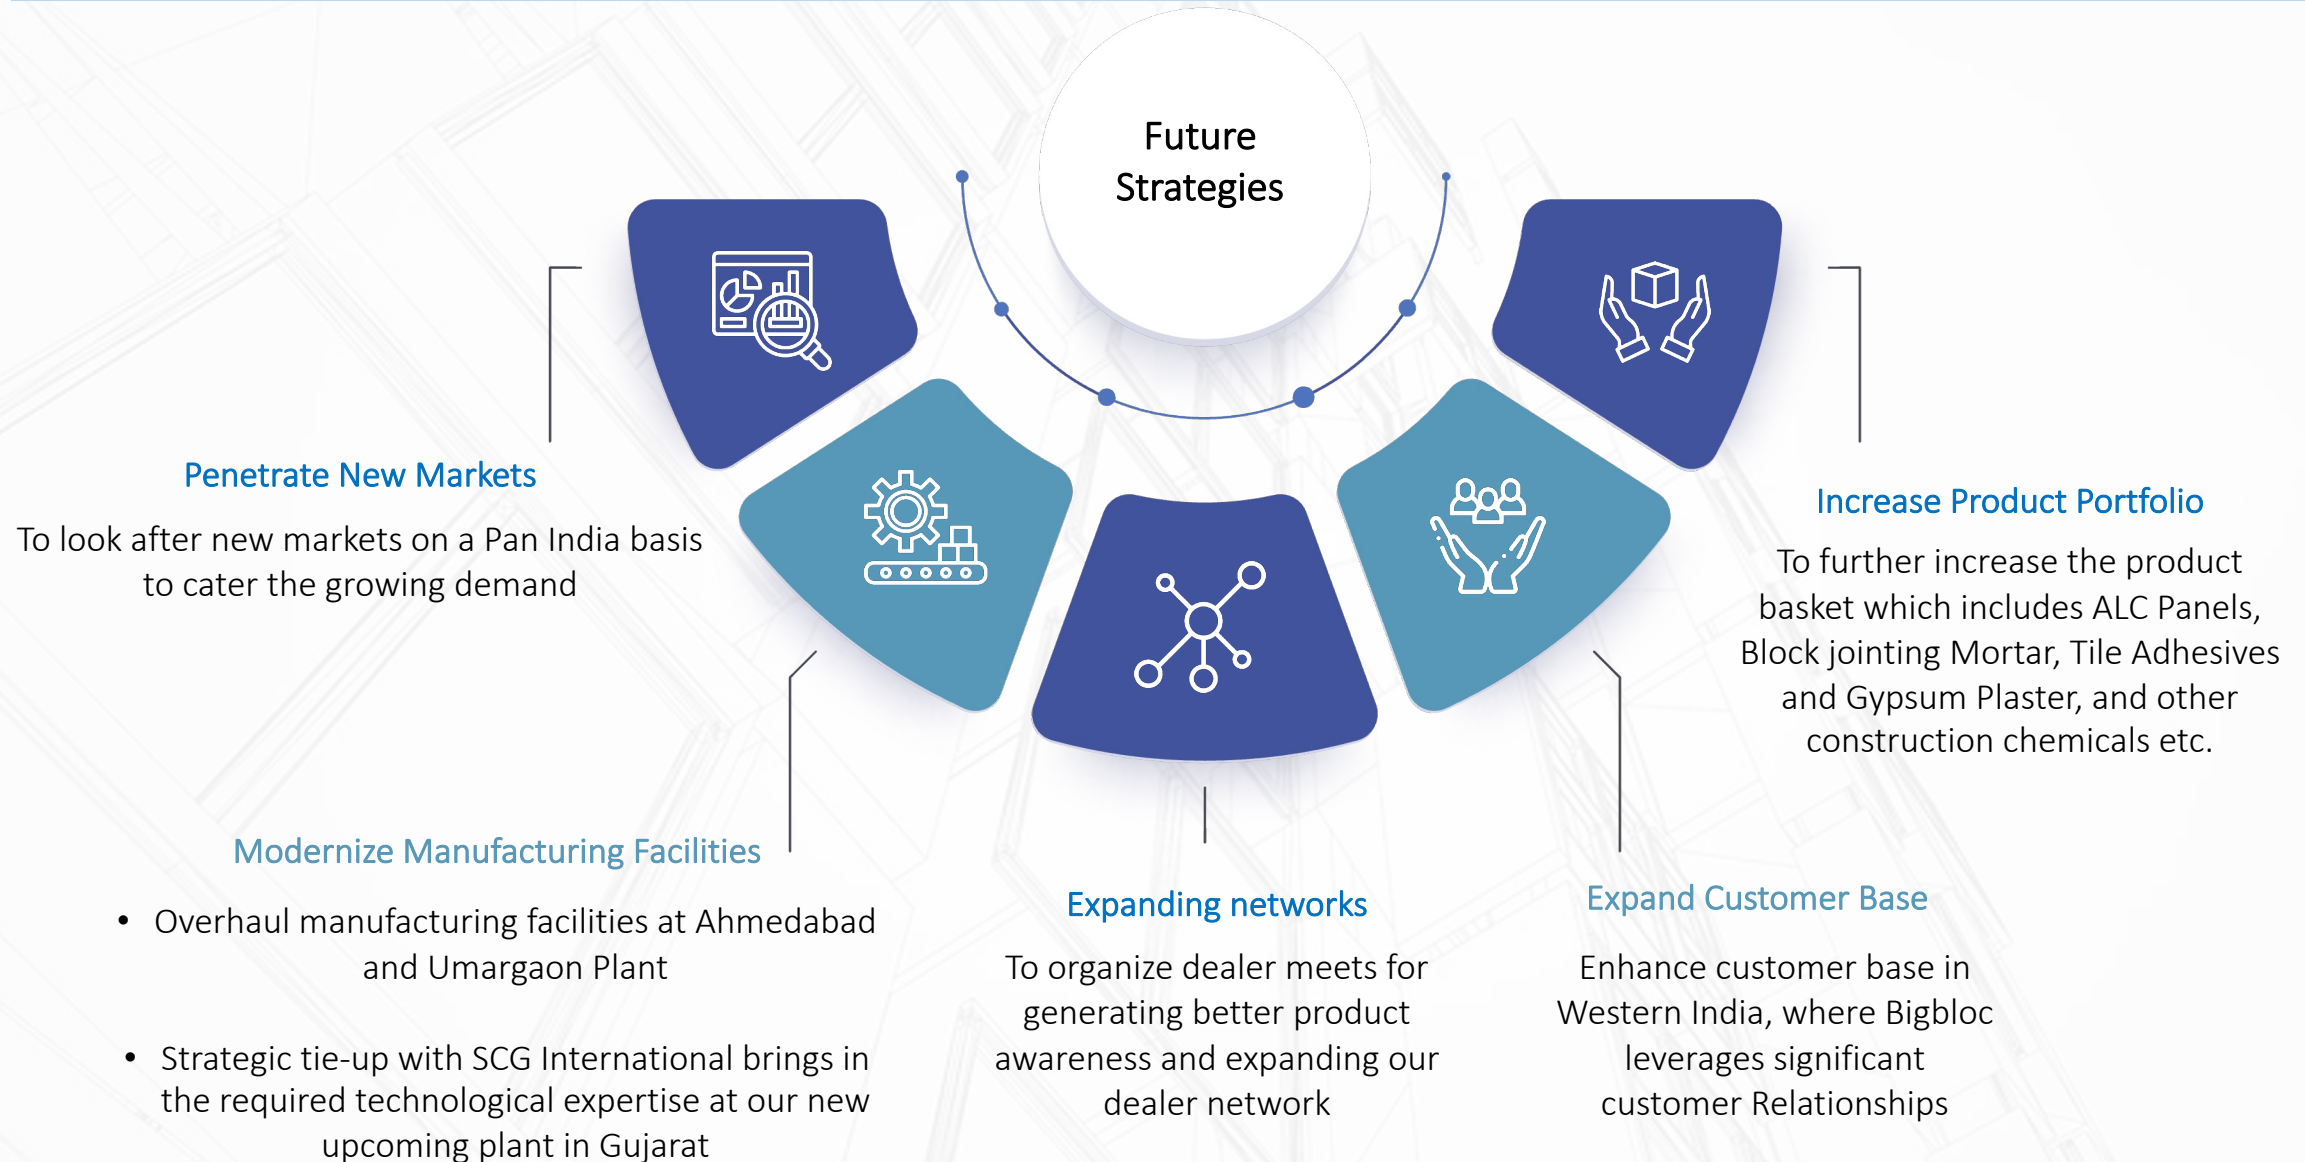 Future
Strategies
Penetrate New Markets
To look after new markets on a Pan India basis
to cater the growing demand
Modernize Manufacturing Facilities
• Overhaul manufacturing facilities at Ahmedabad
and Umargaon Plant
• Strategic tie-up with SCG International brings in
the required technological expertise at our new
upcoming plant in Gujarat
Expanding networks
To organize dealer meets for
generating better product
awareness and expanding our
dealer network
Expand Customer Base
Enhance customer base in
Western India, where Bigbloc
leverages significant
customer Relationships
Increase Product Portfolio
To further increase the product
basket which includes ALC Panels,
Block jointing Mortar, Tile Adhesives
and Gypsum Plaster, and other
construction chemicals etc.